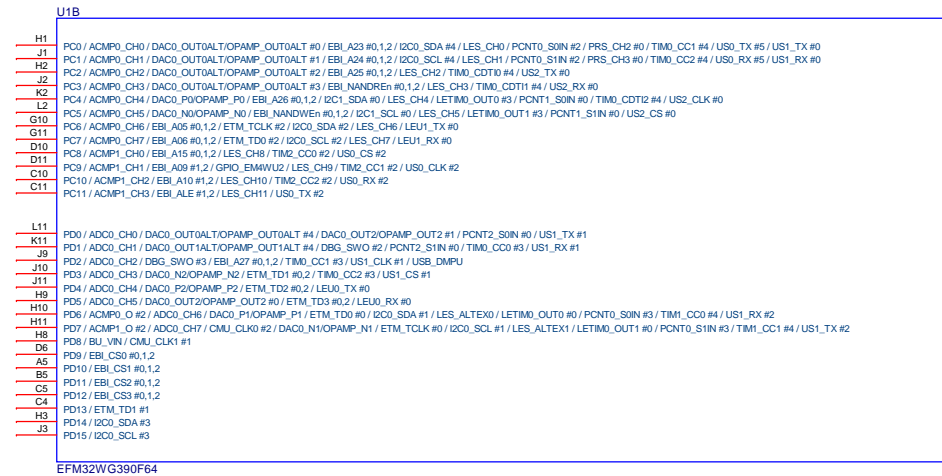 U1B
H1 PC0 / ACMP0_CH0 / DAC0_OUT0ALT/OPAMP_OUT0ALT #0 / EBI_A23 #0,1,2 / I2C0_SDA #4 / LES_CH0 / PCNT0_S0IN #2 / PRS_CH2 #0 / TIM0_CC1 #4 / US0_TX #5 / US1_TX #0
J1 PC1 / ACMP0_CH1 / DAC0_OUT0ALT/OPAMP_OUT0ALT #1 / EBI_A24 #0,1,2 / I2C0_SCL #4 / LES_CH1 / PCNT0_S1IN #2 / PRS_CH3 #0 / TIM0_CC2 #4 / US0_RX #5 / US1_RX #0
H2 PC2 / ACMP0_CH2 / DAC0_OUT0ALT/OPAMP_OUT0ALT #2 / EBI_A25 #0,1,2 / LES_CH2 / TIM0_CDTI0 #4 / US2_TX #0
J2 PC3 / ACMP0_CH3 / DAC0_OUT0ALT/OPAMP_OUT0ALT #3 / EBI_NANDREn #0,1,2 / LES_CH3 / TIM0_CDTI1 #4 / US2_RX #0
K2 PC4 / ACMP0_CH4 / DAC0_P0/OPAMP_P0 / EBI_A26 #0,1,2 / I2C1_SDA #0 / LES_CH4 / LETIM0_OUT0 #3 / PCNT1_S0IN #0 / TIM0_CDTI2 #4 / US2_CLK #0
L2 PC5 / ACMP0_CH5 / DAC0_N0/OPAMP_N0 / EBI_NANDWEn #0,1,2 / I2C1_SCL #0 / LES_CH5 / LETIM0_OUT1 #3 / PCNT1_S1IN #0 / US2_CS #0
G10 PC6 / ACMP0_CH6 / EBI_A05 #0,1,2 / ETM_TCLK #2 / I2C0_SDA #2 / LES_CH6 / LEU1_TX #0
G11 PC7 / ACMP0_CH7 / EBI_A06 #0,1,2 / ETM_TD0 #2 / I2C0_SCL #2 / LES_CH7 / LEU1_RX #0
D10 PC8 / ACMP1_CH0 / EBI_A15 #0,1,2 / LES_CH8 / TIM2_CC0 #2 / US0_CS #2
D11 PC9 / ACMP1_CH1 / EBI_A09 #1,2 / GPIO_EM4WU2 / LES_CH9 / TIM2_CC1 #2 / US0_CLK #2
C10 PC10 / ACMP1_CH2 / EBI_A10 #1,2 / LES_CH10 / TIM2_CC2 #2 / US0_RX #2
C11 PC11 / ACMP1_CH3 / EBI_ALE #1,2 / LES_CH11 / US0_TX #2
L11 PD0 / ADC0_CH0 / DAC0_OUT0ALT/OPAMP_OUT0ALT #4 / DAC0_OUT2/OPAMP_OUT2 #1 / PCNT2_S0IN #0 / US1_TX #1
K11 PD1 / ADC0_CH1 / DAC0_OUT1ALT/OPAMP_OUT1ALT #4 / DBG_SWO #2 / PCNT2_S1IN #0 / TIM0_CC0 #3 / US1_RX #1
J9 PD2 / ADC0_CH2 / DBG_SWO #3 / EBI_A27 #0,1,2 / TIM0_CC1 #3 / US1_CLK #1 / USB_DMPU
J10 PD3 / ADC0_CH3 / DAC0_N2/OPAMP_N2 / ETM_TD1 #0,2 / TIM0_CC2 #3 / US1_CS #1
J11 PD4 / ADC0_CH4 / DAC0_P2/OPAMP_P2 / ETM_TD2 #0,2 / LEU0_TX #0
H9 PD5 / ADC0_CH5 / DAC0_OUT2/OPAMP_OUT2 #0 / ETM_TD3 #0,2 / LEU0_RX #0
H10 PD6 / ACMP0_O #2 / ADC0_CH6 / DAC0_P1/OPAMP_P1 / ETM_TD0 #0 / I2C0_SDA #1 / LES_ALTEX0 / LETIM0_OUT0 #0 / PCNT0_S0IN #3 / TIM1_CC0 #4 / US1_RX #2
H11 PD7 / ACMP1_O #2 / ADC0_CH7 / CMU_CLK0 #2 / DAC0_N1/OPAMP_N1 / ETM_TCLK #0 / I2C0_SCL #1 / LES_ALTEX1 / LETIM0_OUT1 #0 / PCNT0_S1IN #3 / TIM1_CC1 #4 / US1_TX #2
H8 PD8 / BU_VIN / CMU_CLK1 #1
D6 PD9 / EBI_CS0 #0,1,2
A5 PD10 / EBI_CS1 #0,1,2
B5 PD11 / EBI_CS2 #0,1,2
C5 PD12 / EBI_CS3 #0,1,2
C4 PD13 / ETM_TD1 #1
H3 PD14 / I2C0_SDA #3
J3 PD15 / I2C0_SCL #3
EFM32WG390F64